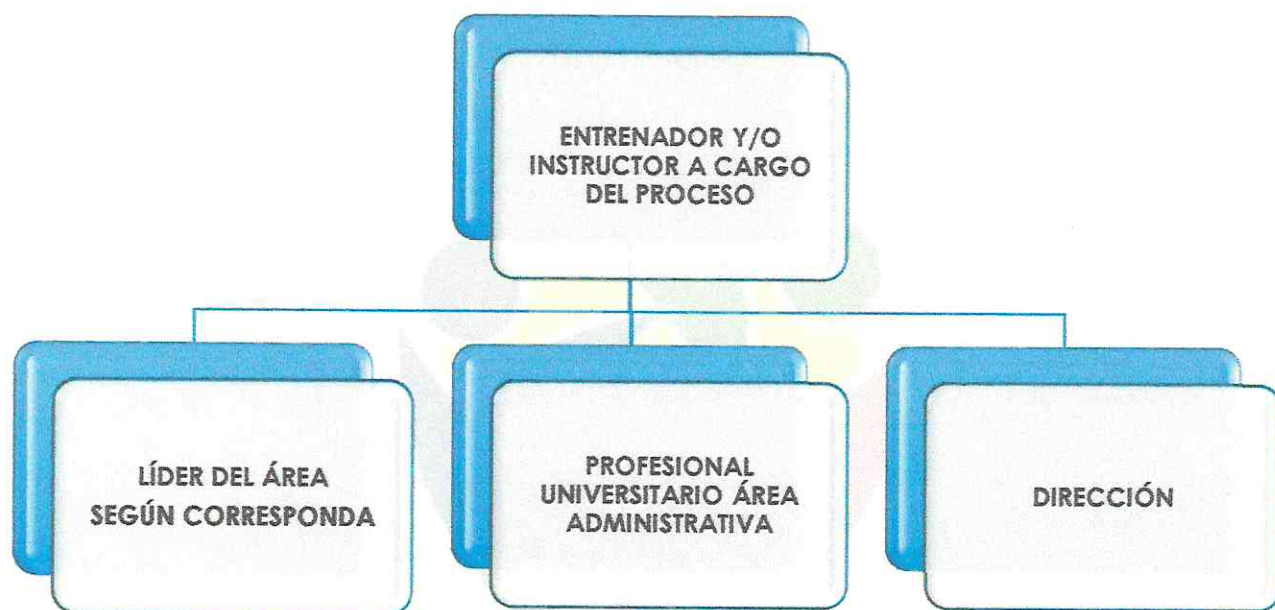 ENTRENADOR Y/O
INSTRUCTOR A CARGO
DEL PROCESO
LÍDER DEL ÁREA
SEGÚN CORRESPONDA
PROFESIONAL
UNIVERSITARIO ÁREA
ADMINISTRATIVA
DIRECCIÓN